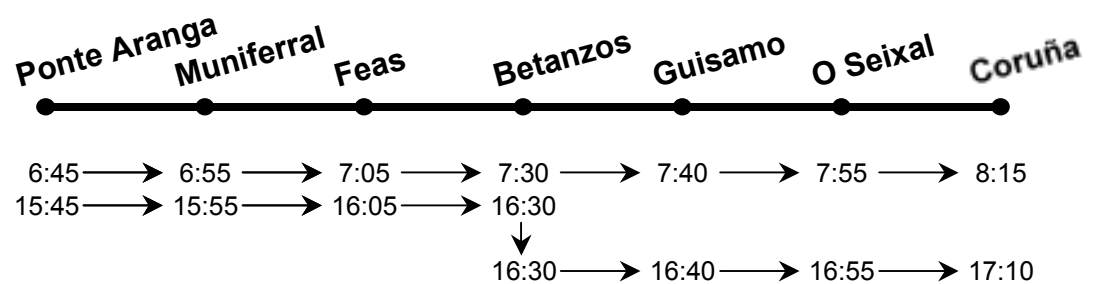 Ponte Aranga Muniferral Feas Betanzos Guisamo O Seixal Coruña
6:45 6:55 7:05 7:30 7:40 7:55 8:15
15:45 15:55 16:05 16:30
16:30 16:40 16:55 17:10